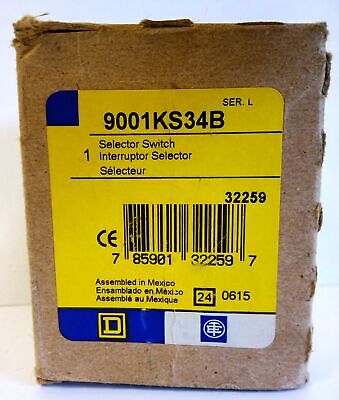 SER. L
9001KS34B
1 Selector Switch
Interruptor Selector
Sélecteur
32259
CE
7 85901 32259 7
Assembled in Mexico
Ensamblado en México
Assemblé au Mexique
24 0615
D